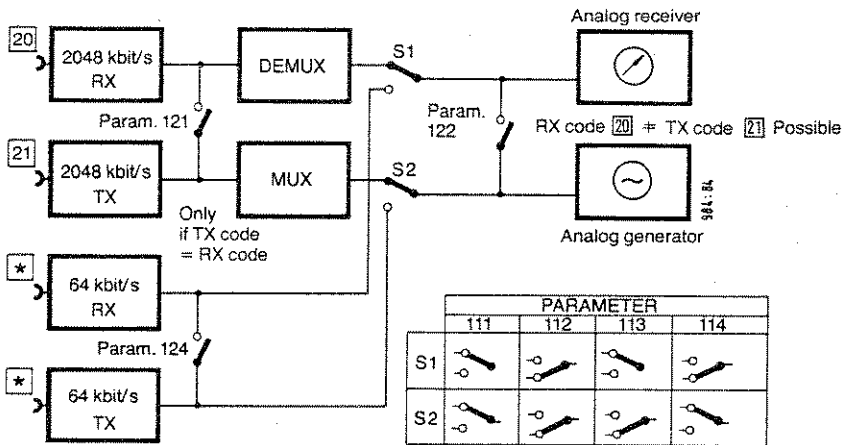 Analog receiver
20
2048 kbit/s
RX
DEMUX
S1
Param. 121
Param.
122
RX code 20 ≠ TX code 21 Possible
21
2048 kbit/s
TX
MUX
S2
984:84
Only
if TX code
= RX code
Analog generator
*
64 kbit/s
RX
Param. 124
*
64 kbit/s
TX
PARAMETER
111 112 113 114
S1
S2